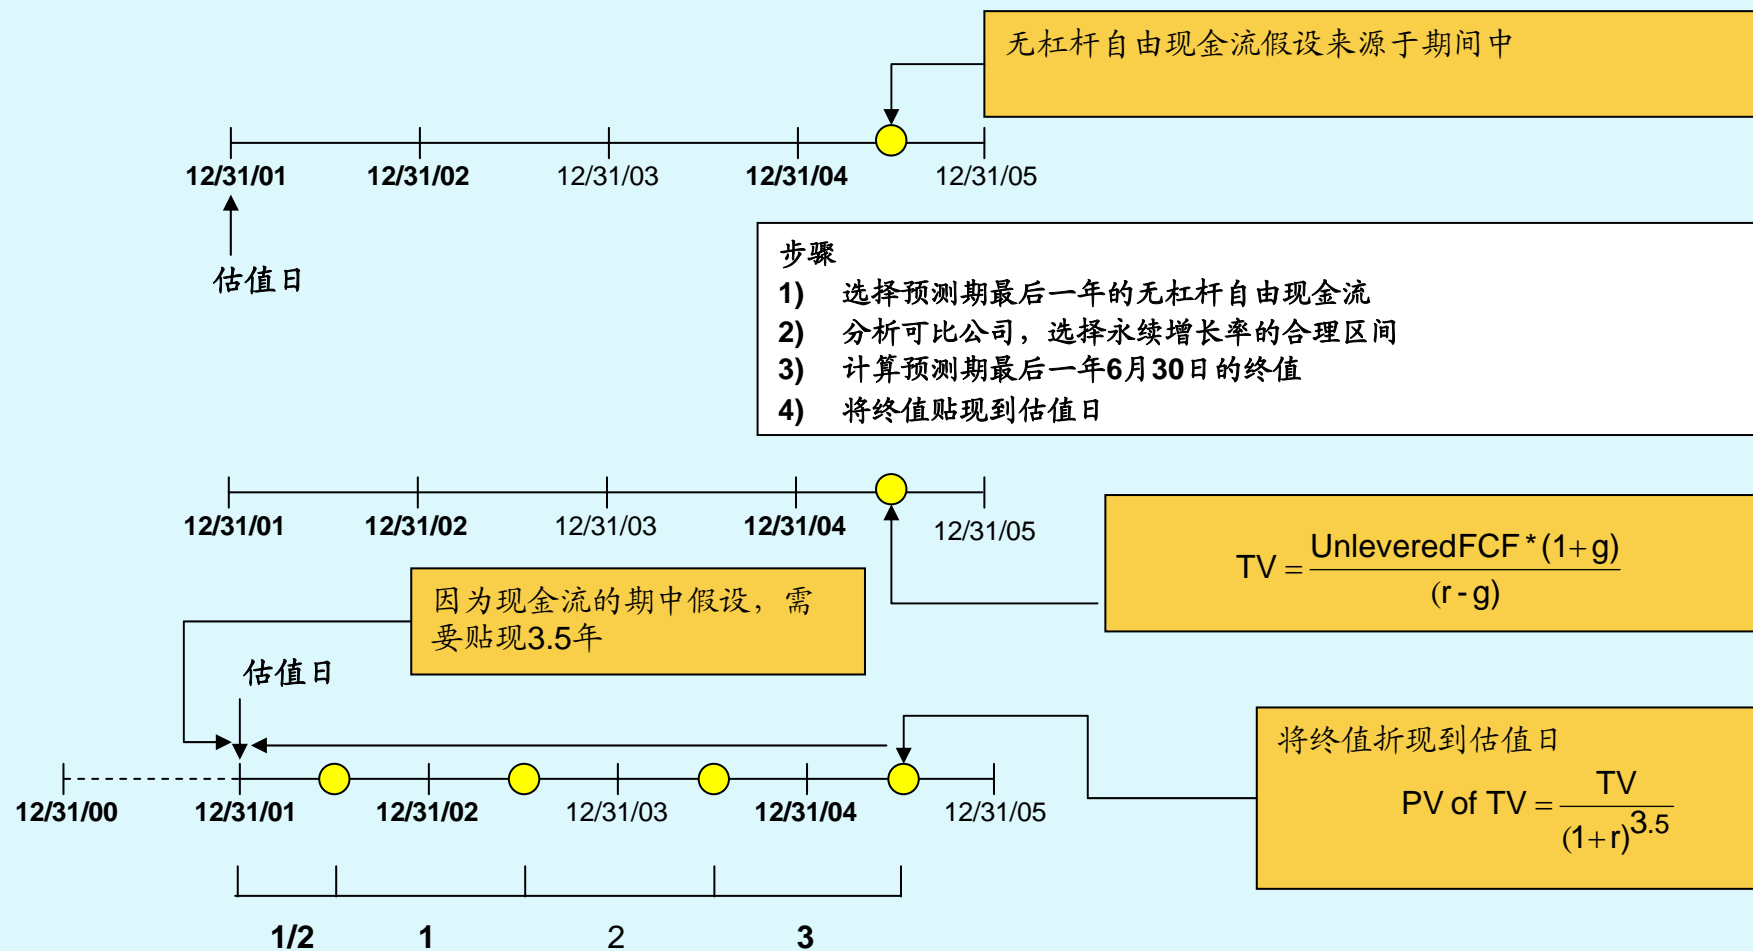 无杠杆自由现金流假设来源于期间中
12/31/01 12/31/02 12/31/03 12/31/04 12/31/05
估值日
步骤
1) 选择预测期最后一年的无杠杆自由现金流
2) 分析可比公司，选择永续增长率的合理区间
3) 计算预测期最后一年6月30日的终值
4) 将终值贴现到估值日
12/31/01 12/31/02 12/31/03 12/31/04 12/31/05
TV = UnleveredFCF * (1+g)
(r - g)
因为现金流的期中假设，需
要贴现3.5年
估值日
将终值折现到估值日
PV of TV = TV
(1+r)^3.5
12/31/00 12/31/01 12/31/02 12/31/03 12/31/04 12/31/05
1/2 1 2 3